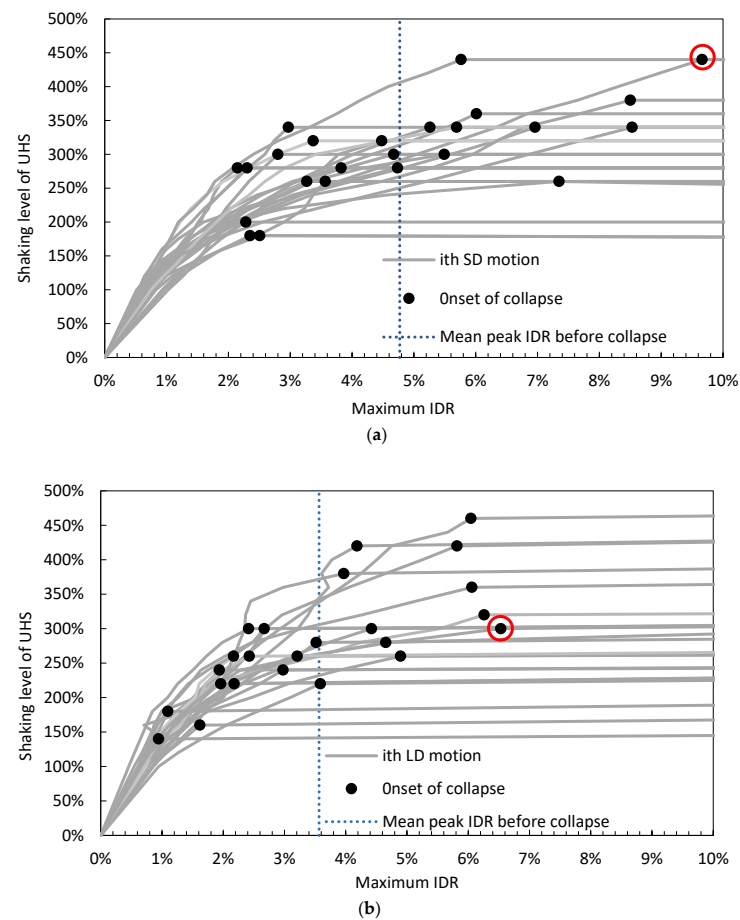 500%
450%
400%
350%
300%
250%
200%
150%
100%
50%
0%
Shaking level of UHS
ith SD motion
0nset of collapse
Mean peak IDR before collapse
0% 1% 2% 3% 4% 5% 6% 7% 8% 9% 10%
Maximum IDR
(a)
500%
450%
400%
350%
300%
250%
200%
150%
100%
50%
0%
Shaking level of UHS
ith LD motion
0nset of collapse
Mean peak IDR before collapse
0% 1% 2% 3% 4% 5% 6% 7% 8% 9% 10%
Maximum IDR
(b)